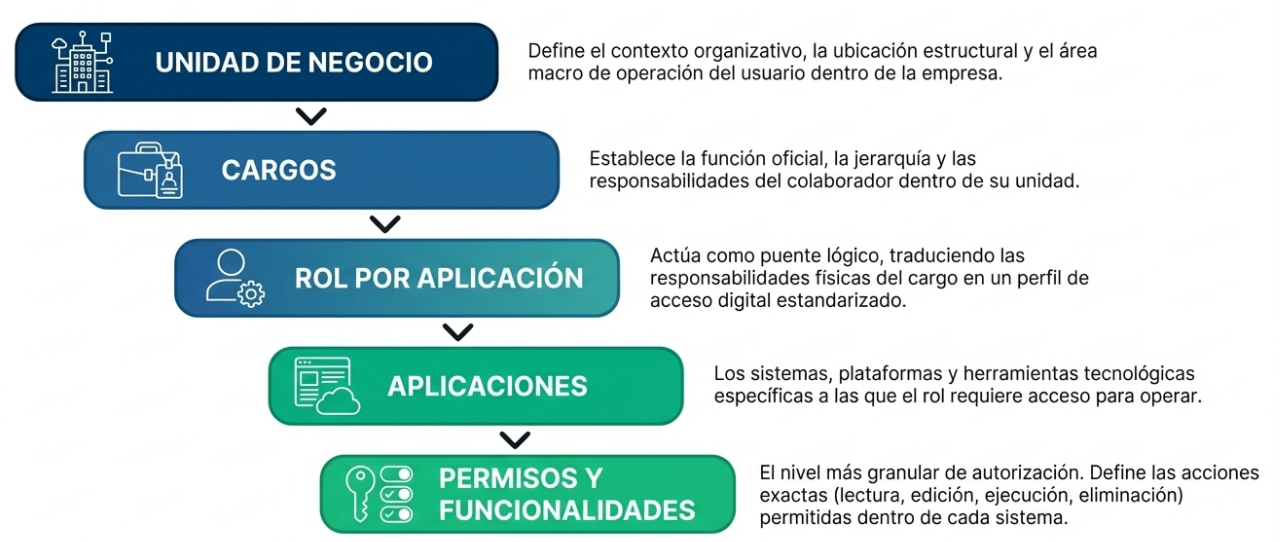 UNIDAD DE NEGOCIO
Define el contexto organizativo, la ubicación estructural y el área
macro de operación del usuario dentro de la empresa.
CARGOS
Establece la función oficial, la jerarquía y las
responsabilidades del colaborador dentro de su unidad.
ROL POR APLICACIÓN
Actúa como puente lógico, traduciendo las
responsabilidades físicas del cargo en un perfil de
acceso digital estandarizado.
APLICACIONES
Los sistemas, plataformas y herramientas tecnológicas
específicas a las que el rol requiere acceso para operar.
PERMISOS Y
FUNCIONALIDADES
El nivel más granular de autorización. Define las acciones
exactas (lectura, edición, ejecución, eliminación)
permitidas dentro de cada sistema.